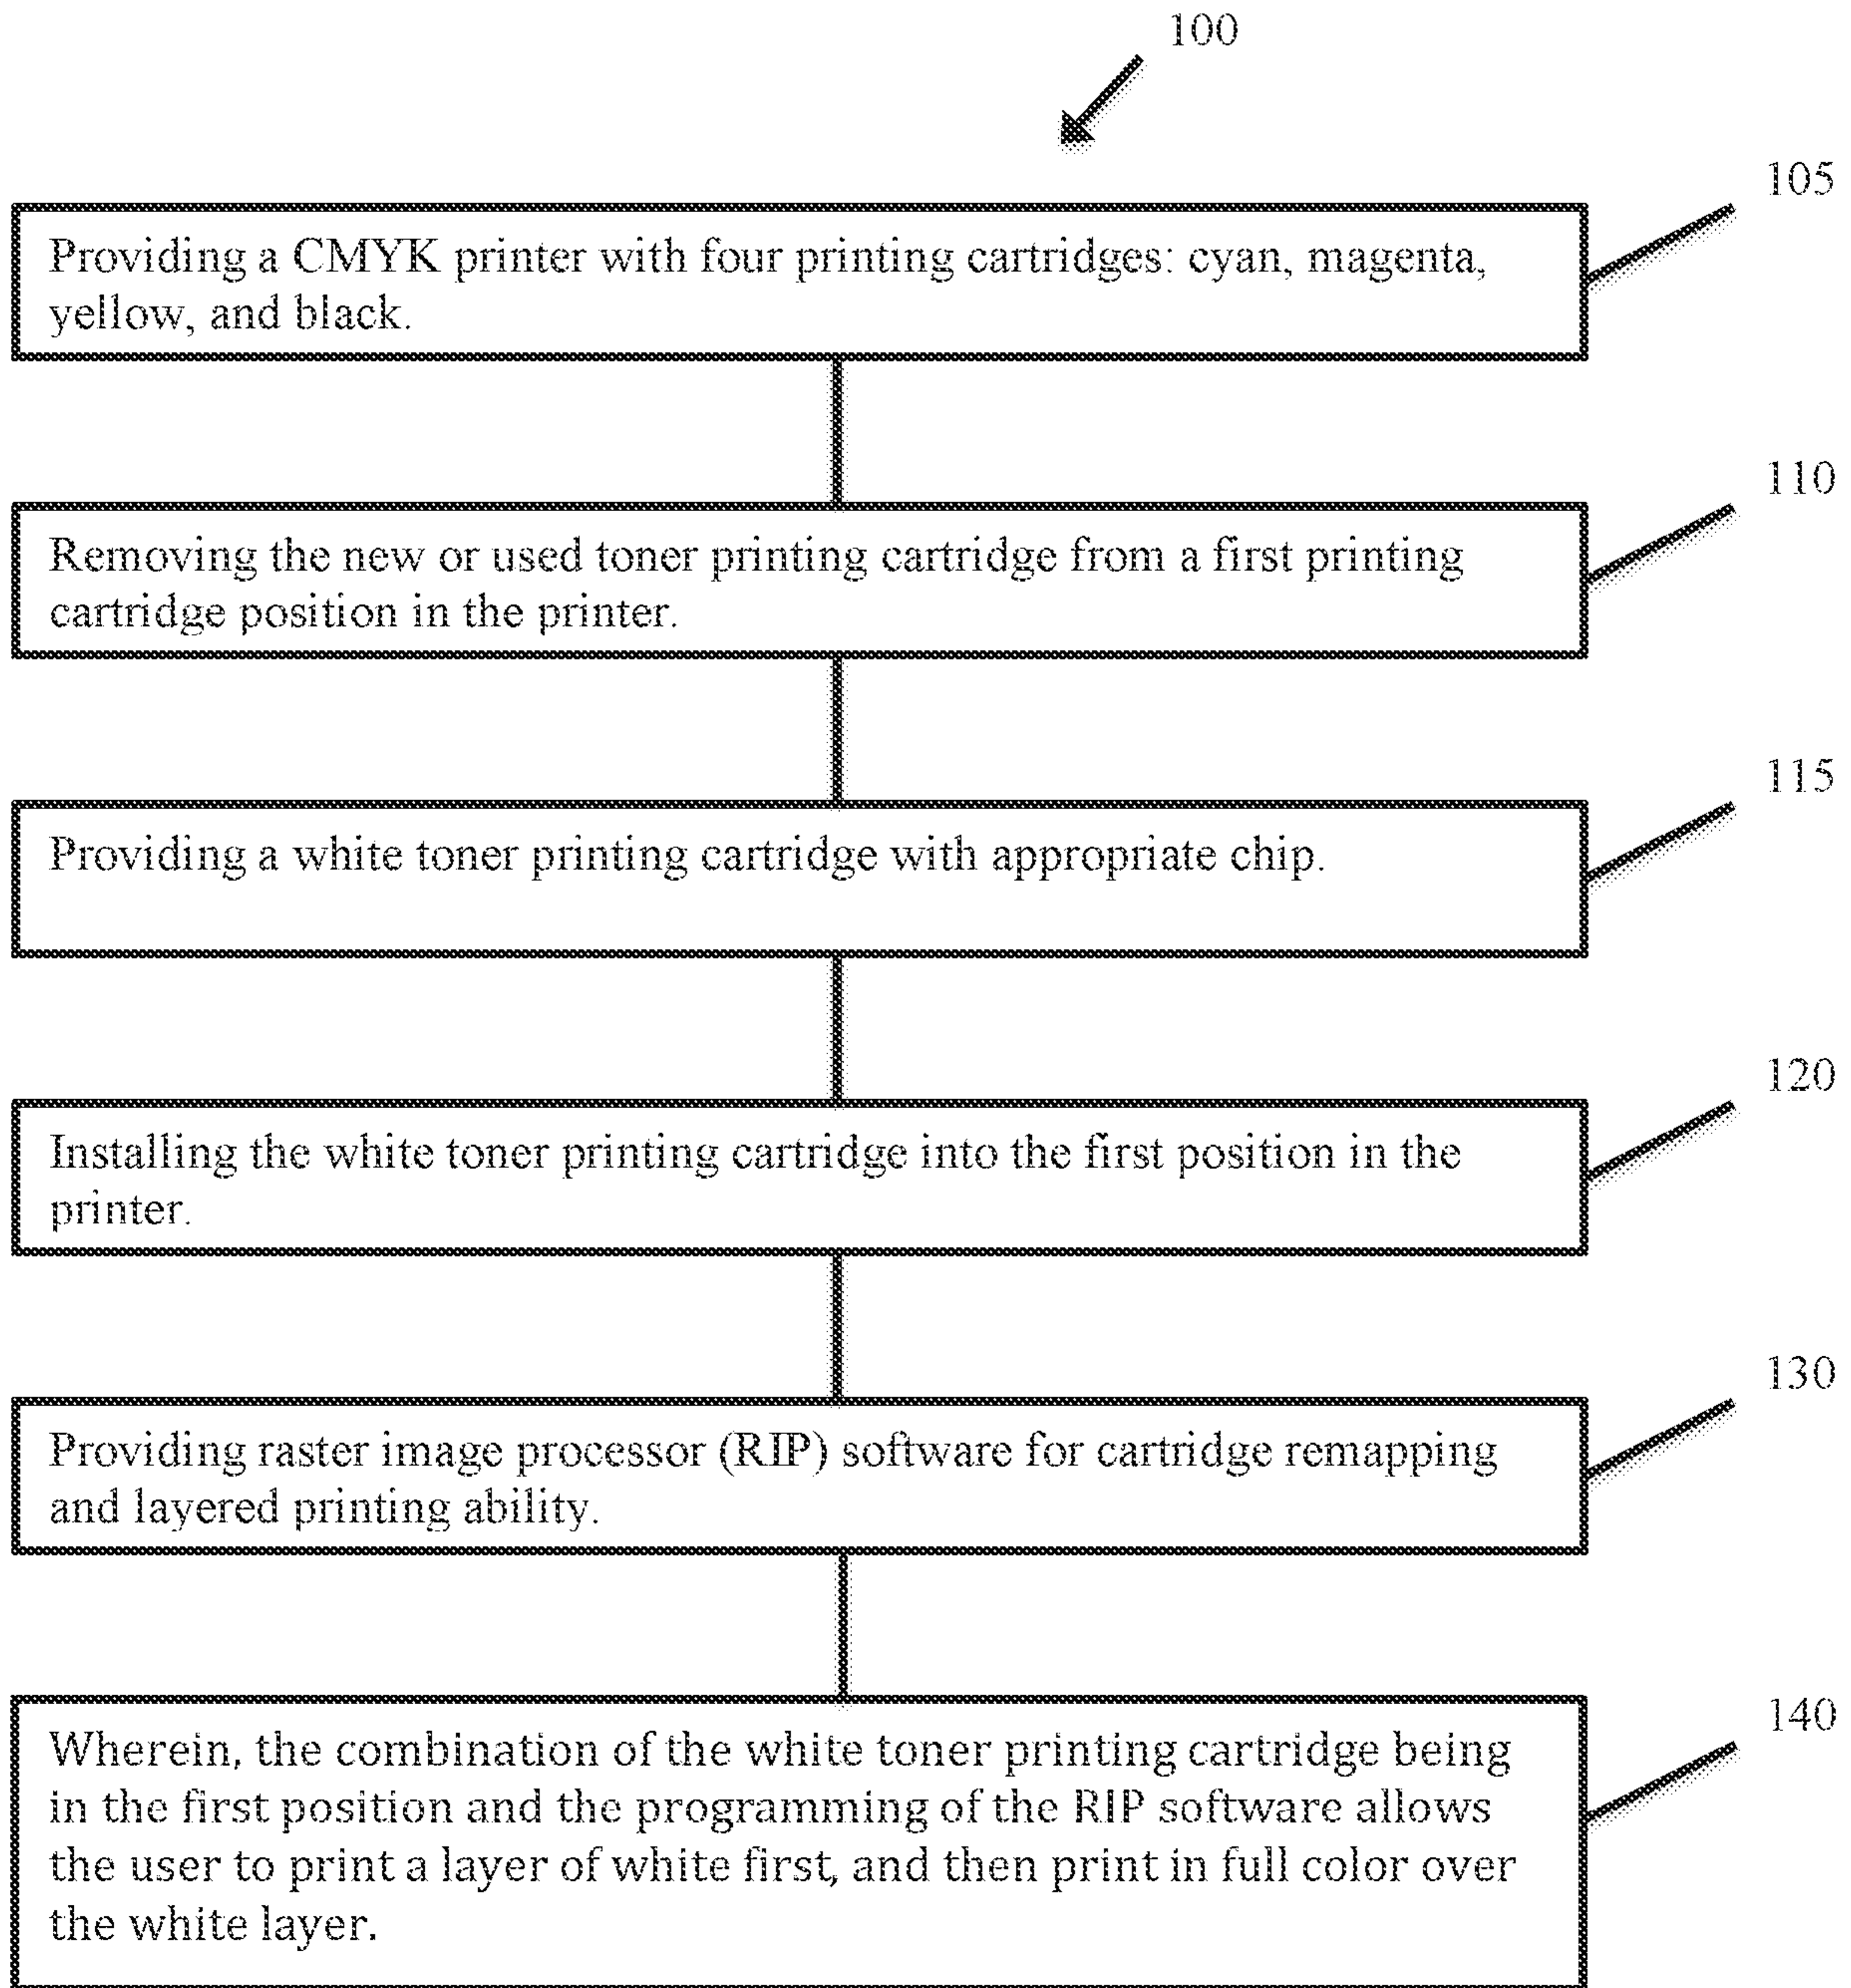 100
105
Providing a CMYK printer with four printing cartridges: cyan, magenta,
yellow, and black.
110
Removing the new or used toner printing cartridge from a first printing
cartridge position in the printer.
115
Providing a white toner printing cartridge with appropriate chip.
120
Installing the white toner printing cartridge into the first position in the
printer.
130
Providing raster image processor (RIP) software for cartridge remapping
and layered printing ability.
140
Wherein, the combination of the white toner printing cartridge being
in the first position and the programming of the RIP software allows
the user to print a layer of white first, and then print in full color over
the white layer.